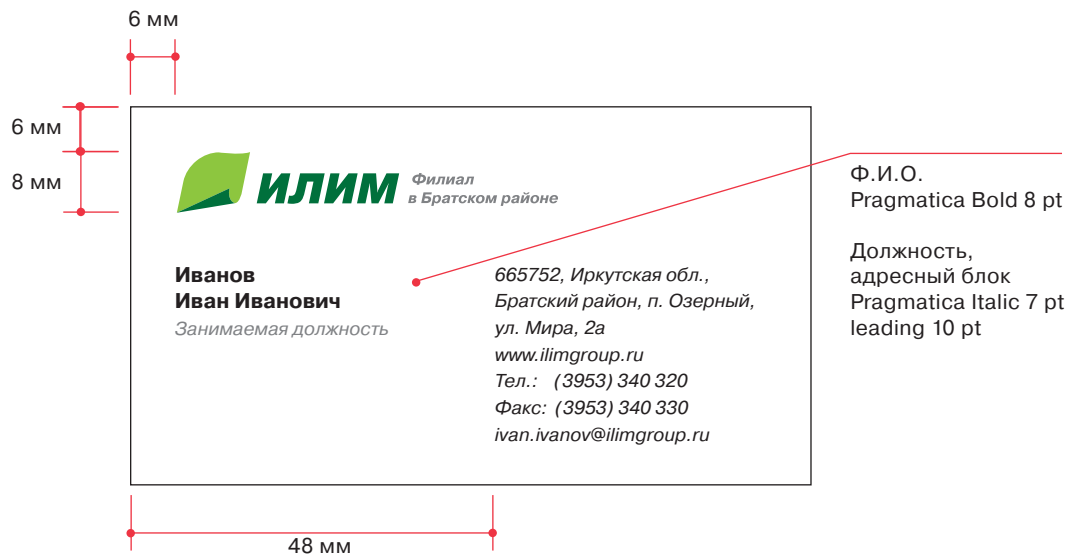 6 мм
6 мм
8 мм
ИЛИМ
Филиал
в Братском районе
Иванов
Иван Иванович
Занимаемая должность
665752, Иркутская обл.,
Братский район, п. Озерный,
ул. Мира, 2а
www.ilimgroup.ru
Тел.: (3953) 340 320
Факс: (3953) 340 330
ivan.ivanov@ilimgroup.ru
Ф.И.О.
Pragmatica Bold 8 pt
Должность,
адресный блок
Pragmatica Italic 7 pt
leading 10 pt
48 мм